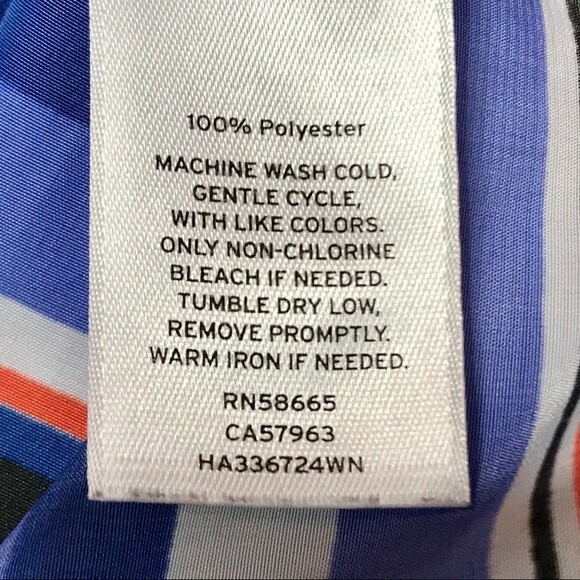 100% Polyester
MACHINE WASH COLD,
GENTLE CYCLE,
WITH LIKE COLORS.
ONLY NON-CHLORINE
BLEACH IF NEEDED.
TUMBLE DRY LOW,
REMOVE PROMPTLY.
WARM IRON IF NEEDED.
RN58665
CA57963
HA336724WN